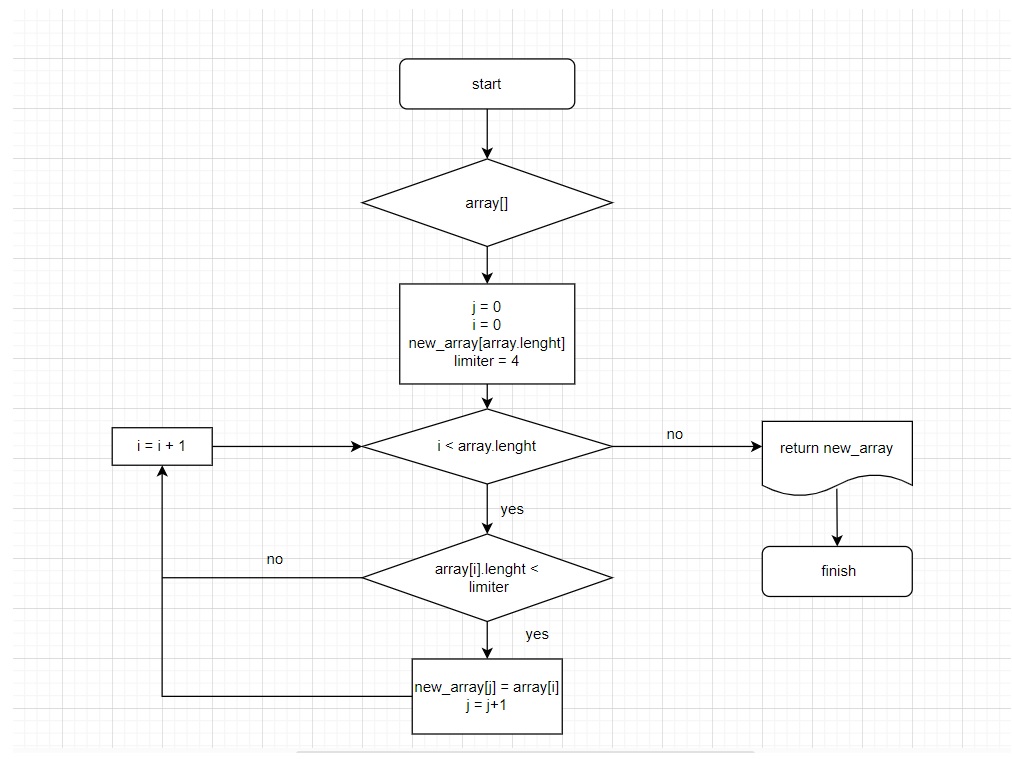 start
array[]
j = 0
i = 0
new_array[array.lenght]
limiter = 4
i = i + 1
i < array.lenght
no
return new_array
yes
no
array[i].lenght <
limiter
finish
yes
new_array[j] = array[i]
j = j+1